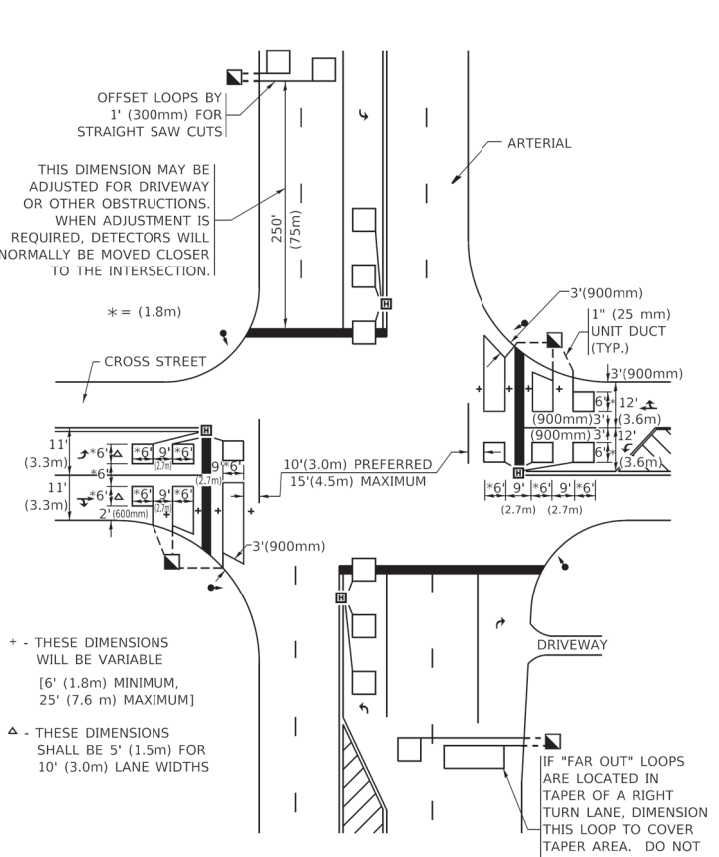 OFFSET LOOPS BY
1' (300mm) FOR
STRAIGHT SAW CUTS
ARTERIAL
THIS DIMENSION MAY BE
ADJUSTED FOR DRIVEWAY
OR OTHER OBSTRUCTIONS.
WHEN ADJUSTMENT IS
REQUIRED, DETECTORS WILL
NORMALLY BE MOVED CLOSER
TO THE INTERSECTION.
250'
(75m)
* = (1.8m)
H
3'(900mm)
1" (25 mm)
UNIT DUCT
(TYP.)
CROSS STREET
3'(900mm)
+ + + +
6'*
12'
(3.6m)
(900mm)3'
(900mm)3'
12'
6'*
(3.6m)
H
11'
(3.3m)
*6'
△
*6' 9' *6'
(2.7m)
9' *6'
(2.7m)
*6'
11'
(3.3m)
*6'
△
*6' 9' *6'
(2.7m)
+ + +
2' (600mm)
10'(3.0m) PREFERRED
15'(4.5m) MAXIMUM
H
*6' 9' *6' 9' *6'
(2.7m) (2.7m)
3'(900mm)
H
DRIVEWAY
+ - THESE DIMENSIONS
WILL BE VARIABLE
[6' (1.8m) MINIMUM,
25' (7.6 m) MAXIMUM]
△ - THESE DIMENSIONS
SHALL BE 5' (1.5m) FOR
10' (3.0m) LANE WIDTHS
IF "FAR OUT" LOOPS
ARE LOCATED IN
TAPER OF A RIGHT
TURN LANE, DIMENSION
THIS LOOP TO COVER
TAPER AREA. DO NOT